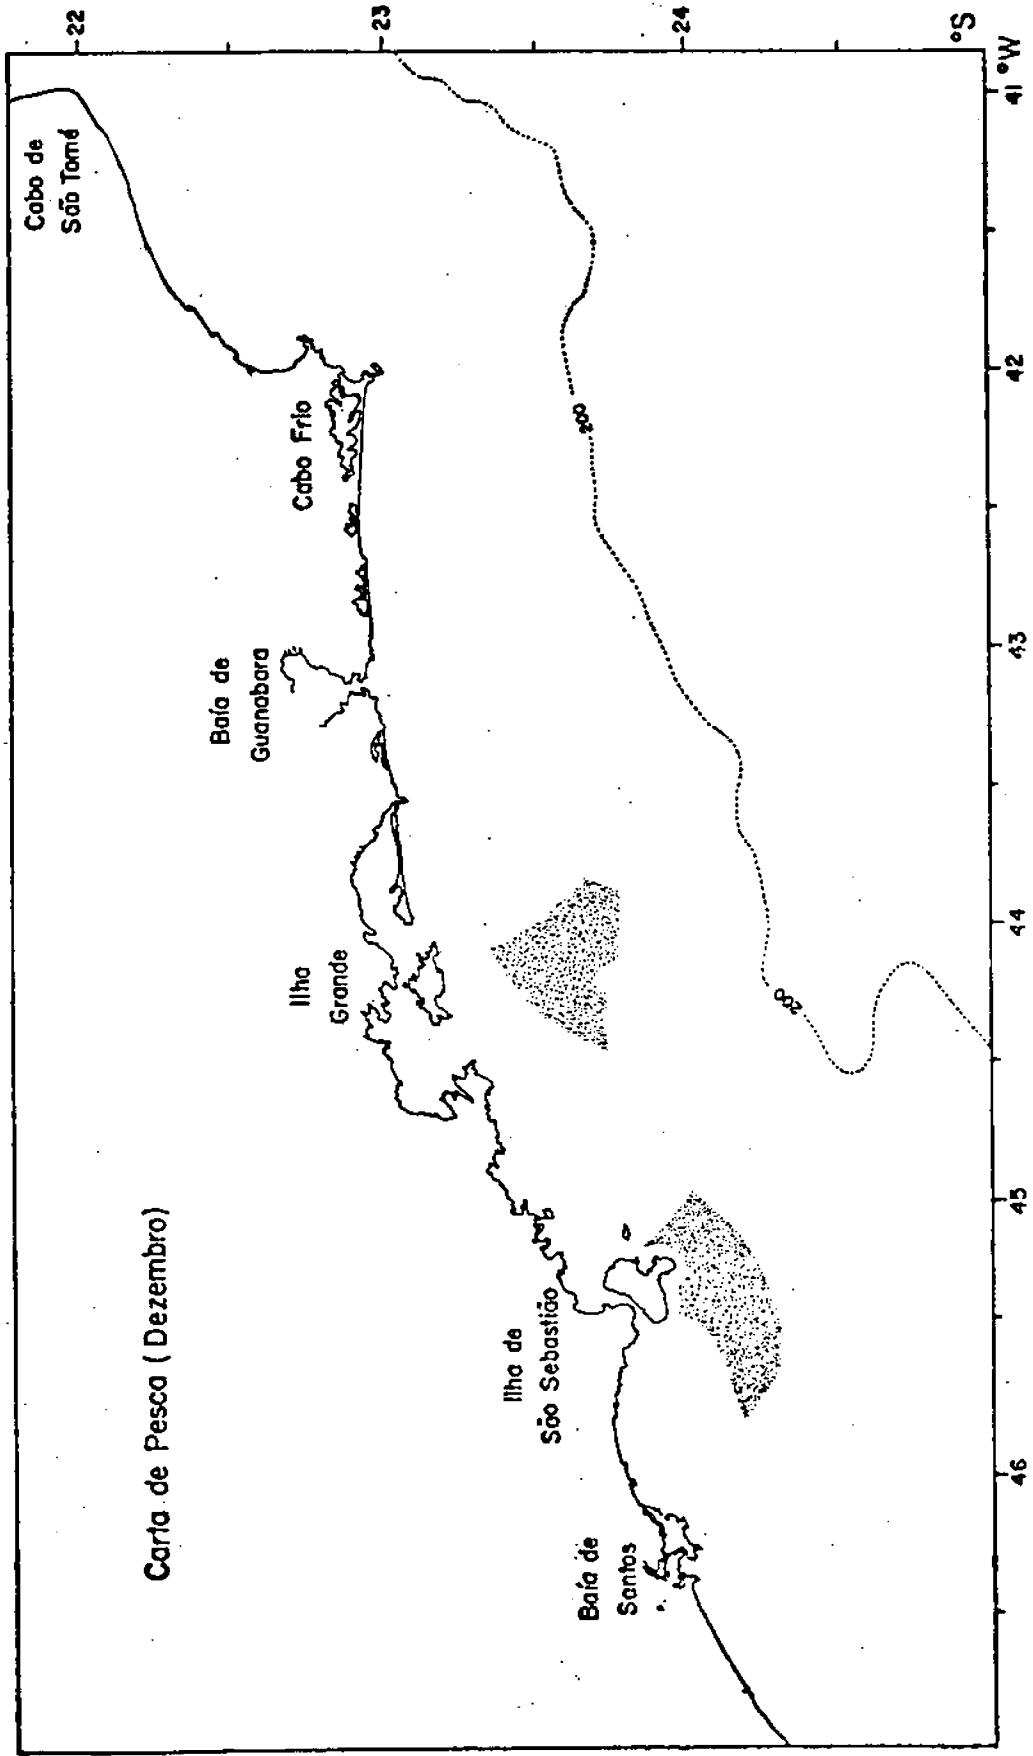 Carta de Pesca (Dezembro)
Cabo de
São Tomé
Cabo Frio
Baía de
Guanabara
Ilha
Grande
Ilha de
São Sebastião
Baía de
Santos
200
200
22
23
24
°S
46
45
44
43
42
41 °W